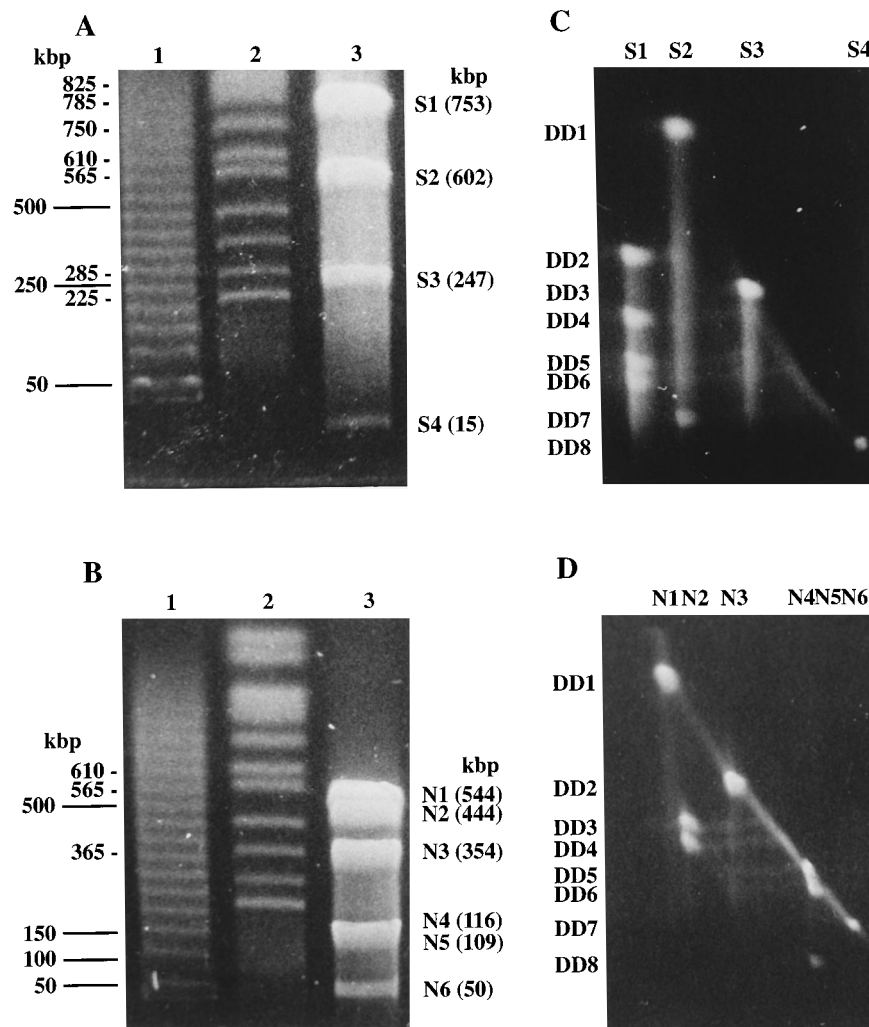 A
kbp 1 2 3 kbp
825 -
785 - S1 (753)
750 -
610 -
565 - S2 (602)
500
285 - S3 (247)
250
225 -
50
S4 (15)
C
S1 S2 S3 S4
DD1
DD2
DD3
DD4
DD5
DD6
DD7
DD8
B
1 2 3
kbp kbp
610 -
565 - N1 (544)
500 N2 (444)
365 - N3 (354)
N4 (116)
150 N5 (109)
100
50 N6 (50)
D
N1 N2 N3 N4 N5 N6
DD1
DD2
DD3
DD4
DD5
DD6
DD7
DD8